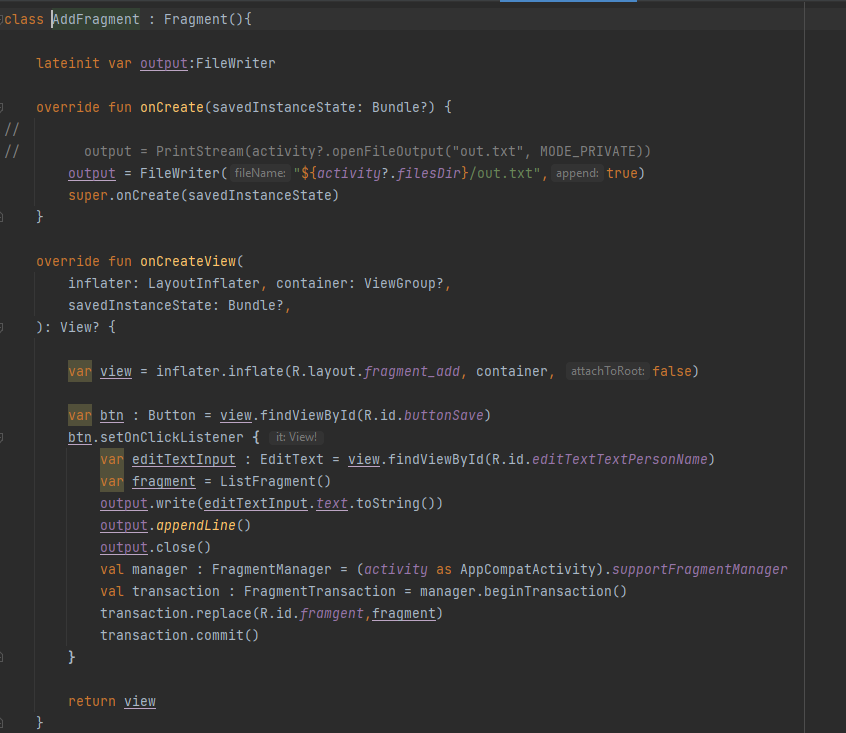 class AddFragment : Fragment(){
lateinit var output:FileWriter
override fun onCreate(savedInstanceState: Bundle?) {
//
// output = PrintStream(activity?.openFileOutput("out.txt", MODE_PRIVATE))
output = FileWriter( fileName: "${activity?.filesDir}/out.txt", append: true)
super.onCreate(savedInstanceState)
}
override fun onCreateView(
inflater: LayoutInflater, container: ViewGroup?,
savedInstanceState: Bundle?,
): View? {
var view = inflater.inflate(R.layout.fragment_add, container, attachToRoot: false)
var btn : Button = view.findViewById(R.id.buttonSave)
btn.setOnClickListener { it: View!
var editTextInput : EditText = view.findViewById(R.id.editTextTextPersonName)
var fragment = ListFragment()
output.write(editTextInput.text.toString())
output.appendLine()
output.close()
val manager : FragmentManager = (activity as AppCompatActivity).supportFragmentManager
val transaction : FragmentTransaction = manager.beginTransaction()
transaction.replace(R.id.framgent,fragment)
transaction.commit()
}
return view
}